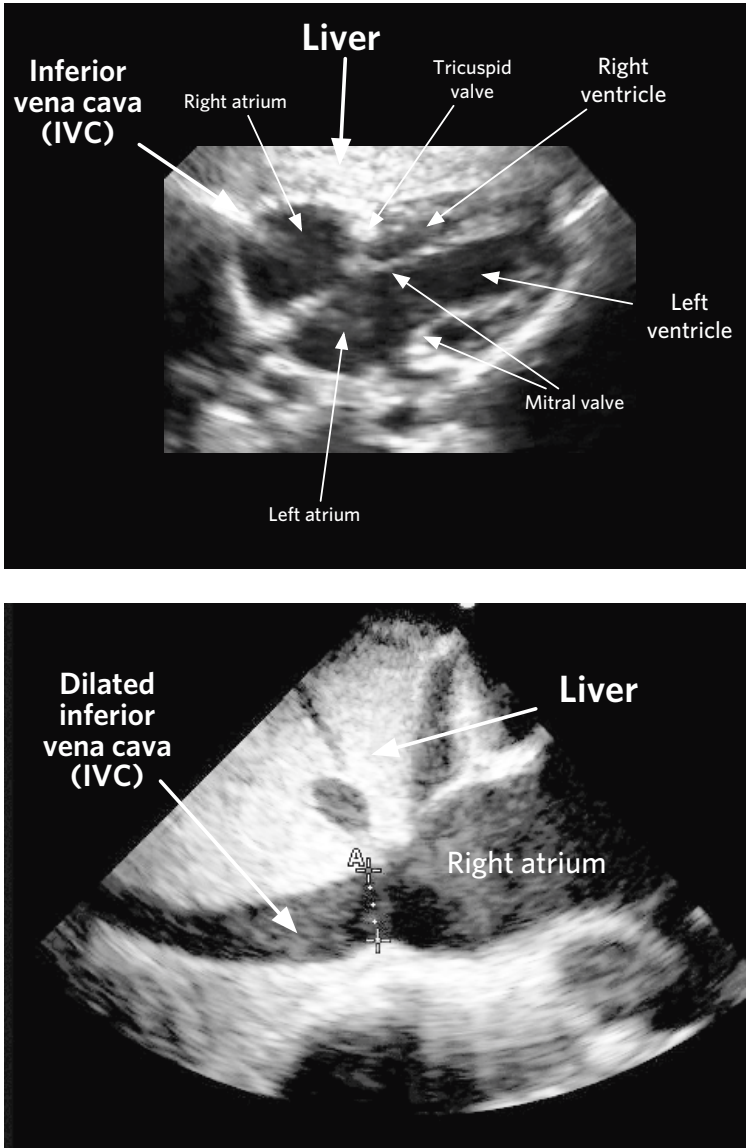 Liver
Inferior
vena cava
(IVC)
Right atrium
Tricuspid
valve
Right
ventricle
Left
ventricle
Mitral valve
Left atrium
Dilated
inferior
vena cava
(IVC)
Liver
A
Right atrium